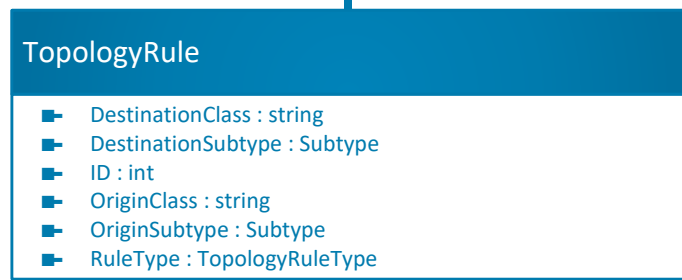 TopologyRule
DestinationClass : string
DestinationSubtype : Subtype
ID : int
OriginClass : string
OriginSubtype : Subtype
RuleType : TopologyRuleType